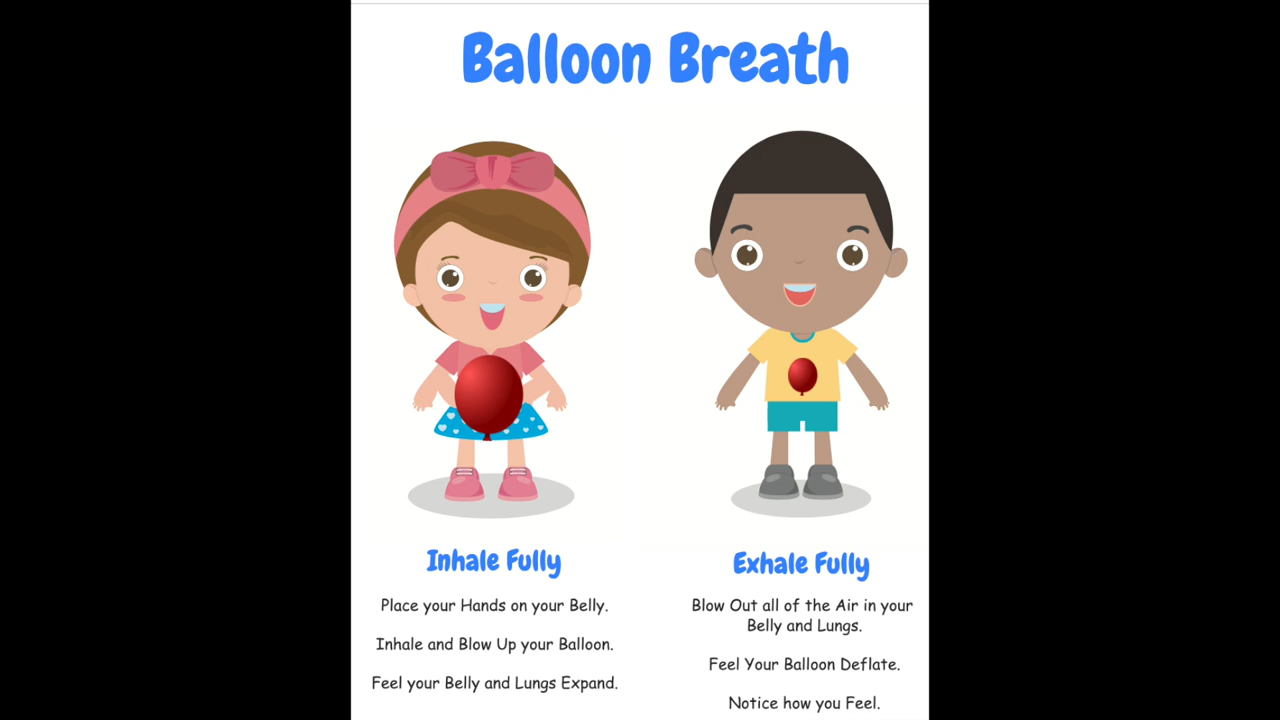 Balloon Breath
Inhale Fully
Place your Hands on your Belly.
Inhale and Blow Up your Balloon.
Feel your Belly and Lungs Expand.
Exhale Fully
Blow Out all of the Air in your
Belly and Lungs.
Feel Your Balloon Deflate.
Notice how you Feel.